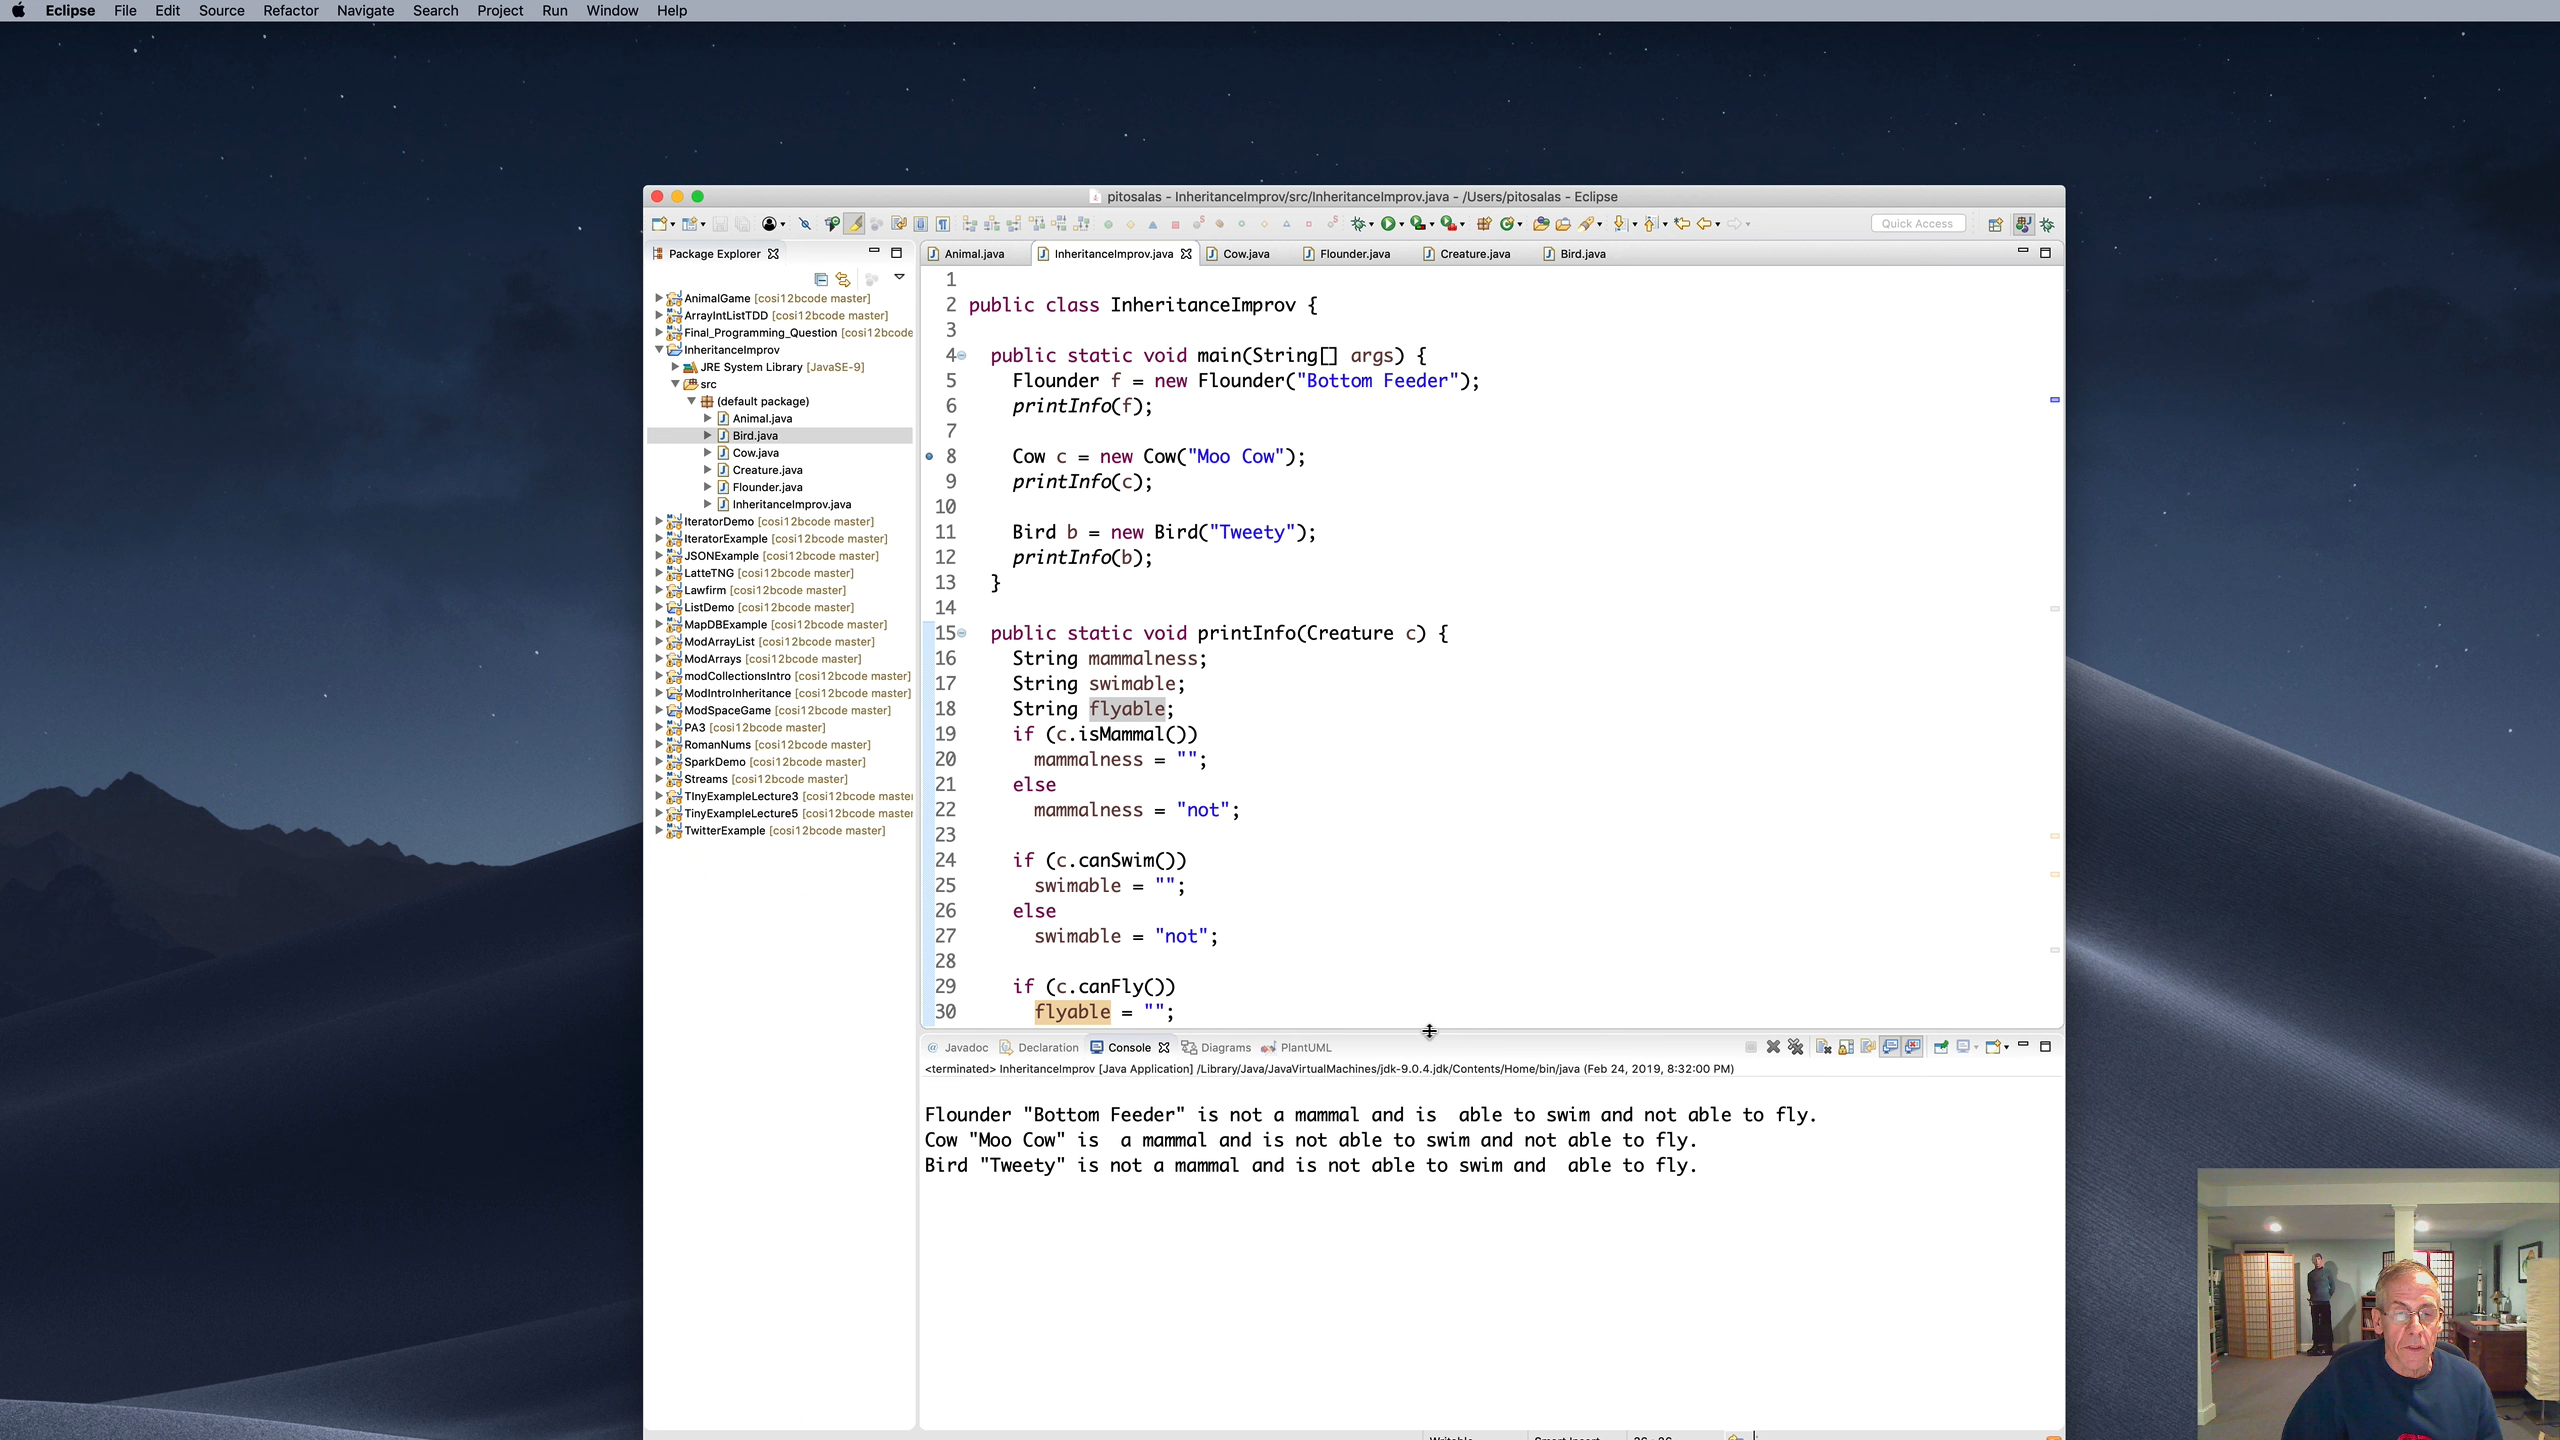 Eclipse File Edit Source Refactor Navigate Search Project Run Window Help
pitosalas - InheritanceImprov/src/InheritanceImprov.java - /Users/pitosalas - Eclipse
Quick Access
Package Explorer
AnimalGame [cosi12bcode master]
ArrayIntListTDD [cosi12bcode master]
Final_Programming_Question [cosi12bcode
InheritanceImprov
JRE System Library [JavaSE-9]
src
(default package)
Animal.java
Bird.java
Cow.java
Creature.java
Flounder.java
InheritanceImprov.java
IteratorDemo [cosi12bcode master]
IteratorExample [cosi12bcode master]
JSONExample [cosi12bcode master]
LatteTNG [cosi12bcode master]
Lawfirm [cosi12bcode master]
ListDemo [cosi12bcode master]
MapDBExample [cosi12bcode master]
ModArrayList [cosi12bcode master]
ModArrays [cosi12bcode master]
modCollectionsIntro [cosi12bcode master]
ModIntroInheritance [cosi12bcode master]
ModSpaceGame [cosi12bcode master]
PA3 [cosi12bcode master]
RomanNums [cosi12bcode master]
SparkDemo [cosi12bcode master]
Streams [cosi12bcode master]
TInyExampleLecture3 [cosi12bcode master
TinyExampleLecture5 [cosi12bcode master
TwitterExample [cosi12bcode master]
Animal.java InheritanceImprov.java Cow.java Flounder.java Creature.java Bird.java
1
2 public class InheritanceImprov {
3
4 public static void main(String[] args) {
5 Flounder f = new Flounder("Bottom Feeder");
6 printInfo(f);
7
8 Cow c = new Cow("Moo Cow");
9 printInfo(c);
10
11 Bird b = new Bird("Tweety");
12 printInfo(b);
13 }
14
15 public static void printInfo(Creature c) {
16 String mammalness;
17 String swimable;
18 String flyable;
19 if (c.isMammal())
20 mammalness = "";
21 else
22 mammalness = "not";
23
24 if (c.canSwim())
25 swimable = "";
26 else
27 swimable = "not";
28
29 if (c.canFly())
30 flyable = "";
Javadoc Declaration Console Diagrams PlantUML
<terminated> InheritanceImprov [Java Application] /Library/Java/JavaVirtualMachines/jdk-9.0.4.jdk/Contents/Home/bin/java (Feb 24, 2019, 8:32:00 PM)
Flounder "Bottom Feeder" is not a mammal and is  able to swim and not able to fly.
Cow "Moo Cow" is  a mammal and is not able to swim and not able to fly.
Bird "Tweety" is not a mammal and is not able to swim and  able to fly.